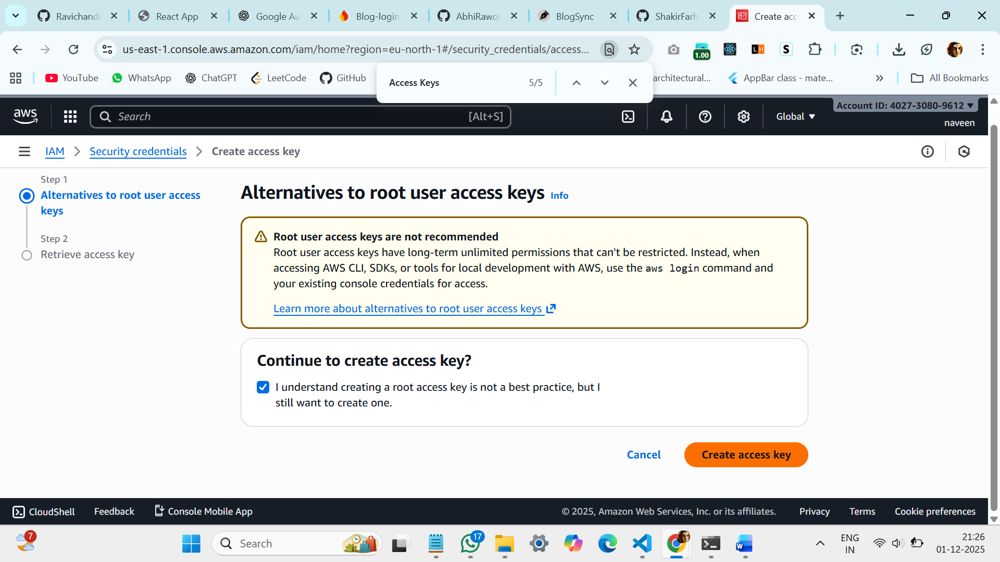 Ravichand
React App
Google Au
Blog-login
AbhiRawoo
BlogSync
ShakirFarh
Create acc
us-east-1.console.aws.amazon.com/iam/home?region=eu-north-1#/security_credentials/access...
1.00
LH
S
YouTube
WhatsApp
ChatGPT
LeetCode
GitHub
Access Keys
5/5
architectural...
AppBar class - mate...
All Bookmarks
aws
Search
[Alt+S]
Global
Account ID: 4027-3080-9612
naveen
IAM
Security credentials
Create access key
Step 1
Alternatives to root user access
keys
Step 2
Retrieve access key
Alternatives to root user access keys Info
Root user access keys are not recommended
Root user access keys have long-term unlimited permissions that can't be restricted. Instead, when
accessing AWS CLI, SDKs, or tools for local development with AWS, use the aws login command and
your existing console credentials for access.
Learn more about alternatives to root user access keys
Continue to create access key?
I understand creating a root access key is not a best practice, but I
still want to create one.
Cancel
Create access key
CloudShell
Feedback
Console Mobile App
© 2025, Amazon Web Services, Inc. or its affiliates.
Privacy
Terms
Cookie preferences
7
Search
17
W
ENG
IN
21:26
01-12-2025